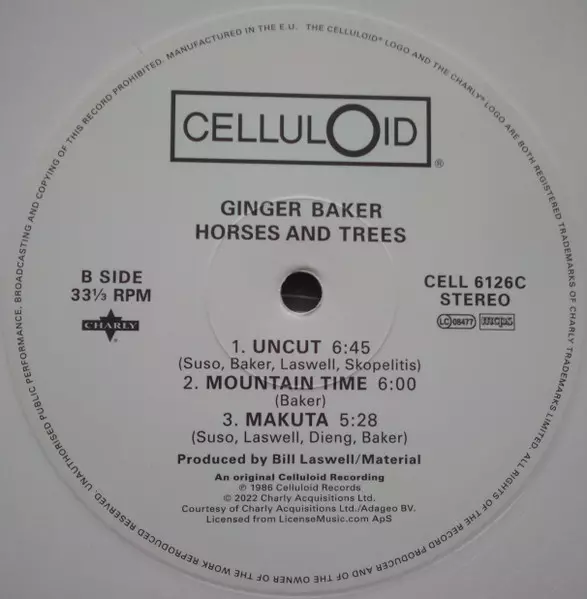 CELLULOID®
GINGER BAKER
HORSES AND TREES
B SIDE
33⅓ RPM
CHARLY
CELL 6126C
STEREO
LC 08477 mcps
1. UNCUT 6:45
(Suso, Baker, Laswell, Skopelitis)
2. MOUNTAIN TIME 6:00
(Baker)
3. MAKUTA 5:28
(Suso, Laswell, Dieng, Baker)
Produced by Bill Laswell/Material
An original Celluloid Recording
℗ 1986 Celluloid Records
© 2022 Charly Acquisitions Ltd.
Courtesy of Charly Acquisitions Ltd./Adageo BV.
Licensed from LicenseMusic.com ApS
ALL RIGHTS OF THE RECORD PRODUCER AND OF THE OWNER OF THE WORK REPRODUCED RESERVED. UNAUTHORISED PUBLIC PERFORMANCE, BROADCASTING AND COPYING OF THIS RECORD PROHIBITED. MANUFACTURED IN THE E.U. THE CELLULOID® LOGO AND THE CHARLY® LOGO ARE BOTH REGISTERED TRADEMARKS OF CHARLY TRADEMARKS LIMITED.